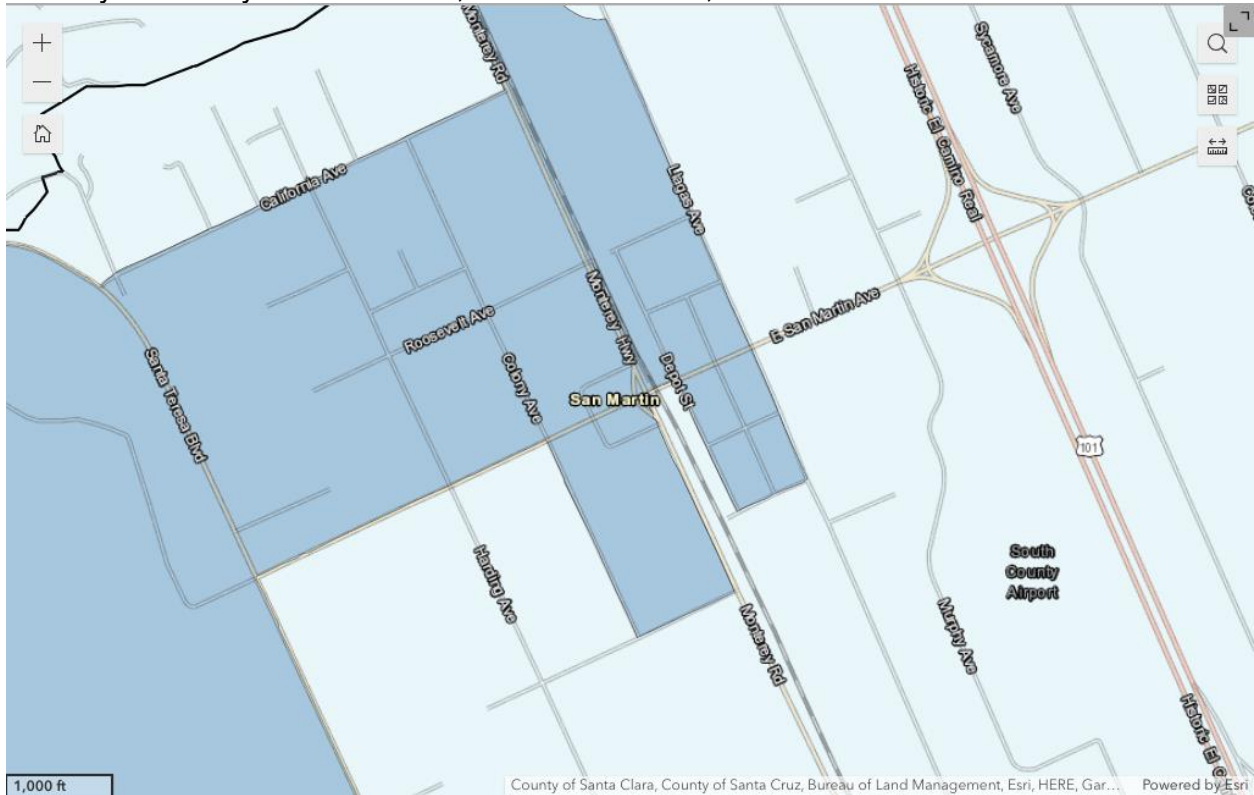 Monterey Rd
Sycamore Ave
Historic El Camino Real
California Ave
Llagas Ave
Roosevelt Ave
Monterey Hwy
E San Martin Ave
Santa Teresa Blvd
Colony Ave
Depot St
San Martin
101
Harding Ave
South
County
Airport
Monterey Rd
Murphy Ave
1,000 ft
County of Santa Clara, County of Santa Cruz, Bureau of Land Management, Esri, HERE, Gar...
Powered by Esri